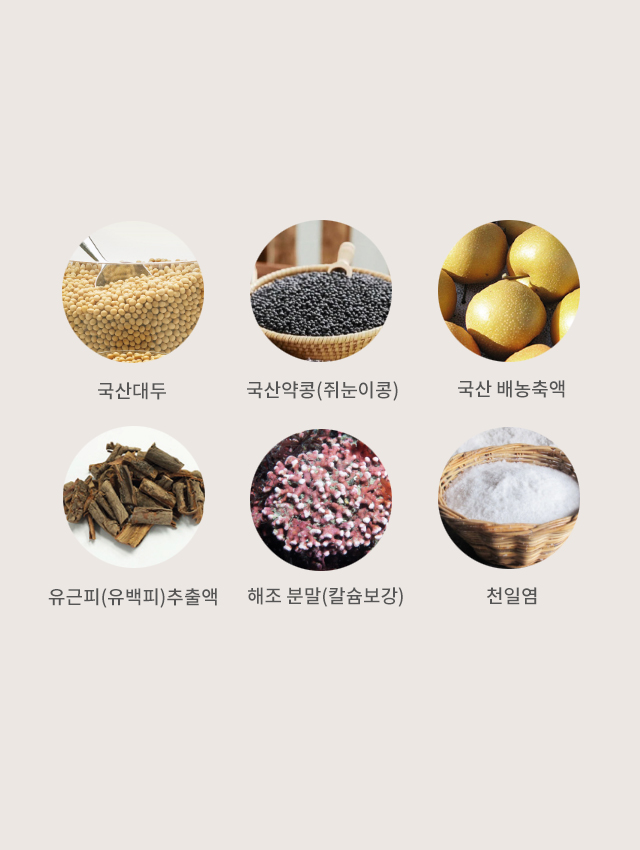 국산대두
국산약콩(쥐눈이콩)
국산 배농축액
유근피(유백피)추출액
해조 분말(칼슘보강)
천일염